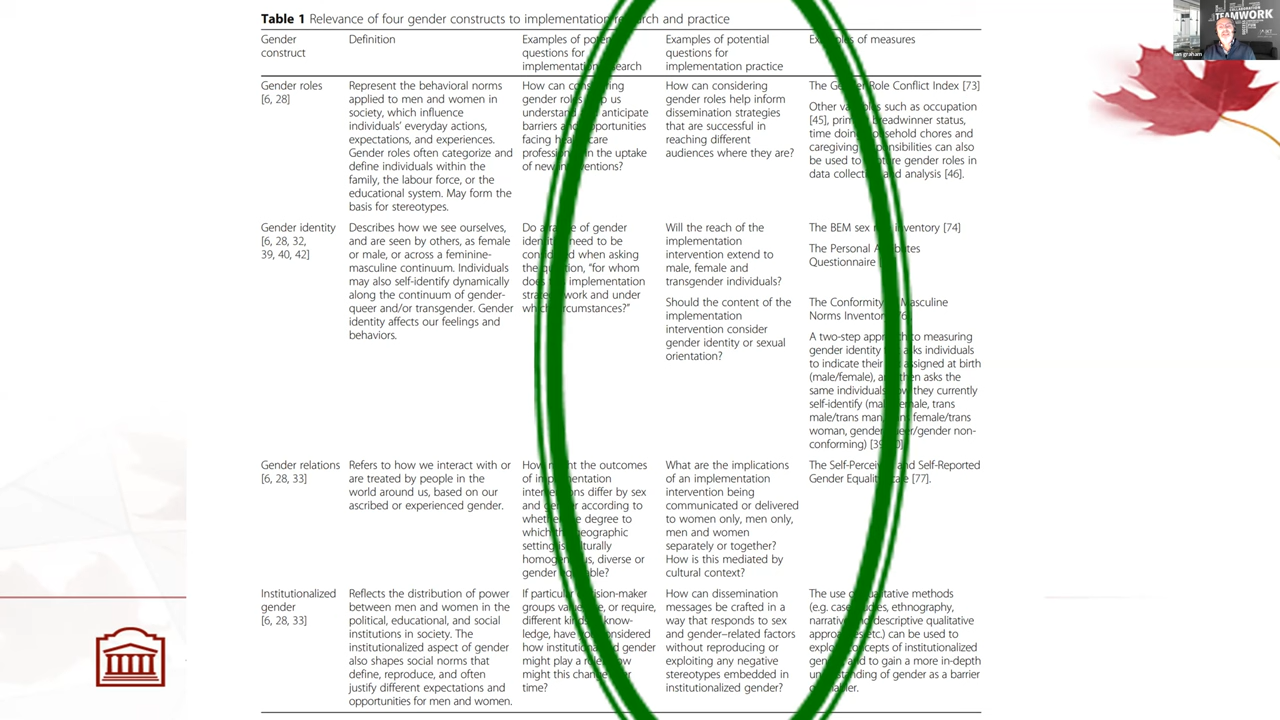 Table 1 Relevance of four gender constructs to implementation and practice
Gender
construct
Definition
Examples of
questions for
implementation
Examples of potential
questions for
implementation practice
of measures
Gender roles
[6, 28]
Represent the behavioral norms
applied to men and women in
society, which influence
individuals' everyday actions,
expectations, and experiences.
Gender roles often categorize and
define individuals within the
family, the labour force, or the
educational system. May form the
basis for stereotypes.
How can
gender roles us
understand anticipate
barriers
facing
in the uptake
of new
How can considering
gender roles help inform
dissemination strategies
that are successful in
reaching different
audiences where they are?
The Role Conflict Index [73]
Other such as occupation
[45], breadwinner status,
time chores and
caregiving can also
be used to gender roles in
data and analysis [46].
Gender identity
[6, 28, 32,
39, 40, 42]
Describes how we see ourselves,
and are seen by others, as female
or male, or across a feminine-
masculine continuum. Individuals
may also self-identify dynamically
along the continuum of gender-
queer and/or transgender. Gender
identity affects our feelings and
behaviors.
Do of gender
need to be
when asking
the "for whom
implementation
work and under
Will the reach of the
implementation
intervention extend to
male, female and
transgender individuals?
Should the content of the
implementation
intervention consider
gender identity or sexual
orientation?
The BEM sex inventory [74]
The Personal
Questionnaire
The Conformity Masculine
Norms
A two-step to measuring
gender identity asks individuals
to indicate their assigned at birth
(male/female), then asks the
same individuals they currently
self-identify
male/trans female/trans
woman, non-
conforming)
Gender relations
[6, 28, 33]
Refers to how we interact with or
are treated by people in the
world around us, based on our
ascribed or experienced gender.
How the outcomes
of
differ by sex
and according to
degree to
which
setting
diverse or
gender
What are the implications
of an implementation
intervention being
communicated or delivered
to women only, men only,
men and women
separately or together?
How is this mediated by
cultural context?
The and Self-Reported
Gender [77].
Institutionalized
gender
[6, 28, 33]
Reflects the distribution of power
between men and women in the
political, educational, and social
institutions in society. The
institutionalized aspect of gender
also shapes social norms that
define, reproduce, and often
justify different expectations and
opportunities for men and women.
If
groups or require,
different know-
ledge, have considered
how gender
might play a
might this
time?
How can dissemination
messages be crafted in a
way that responds to sex
and gender–related factors
without reproducing or
exploiting any negative
stereotypes embedded in
institutionalized gender?
The use methods
(e.g. ethnography,
descriptive qualitative
can be used to
of institutionalized
and to gain a more in-depth
of gender as a barrier
TEAMWORK